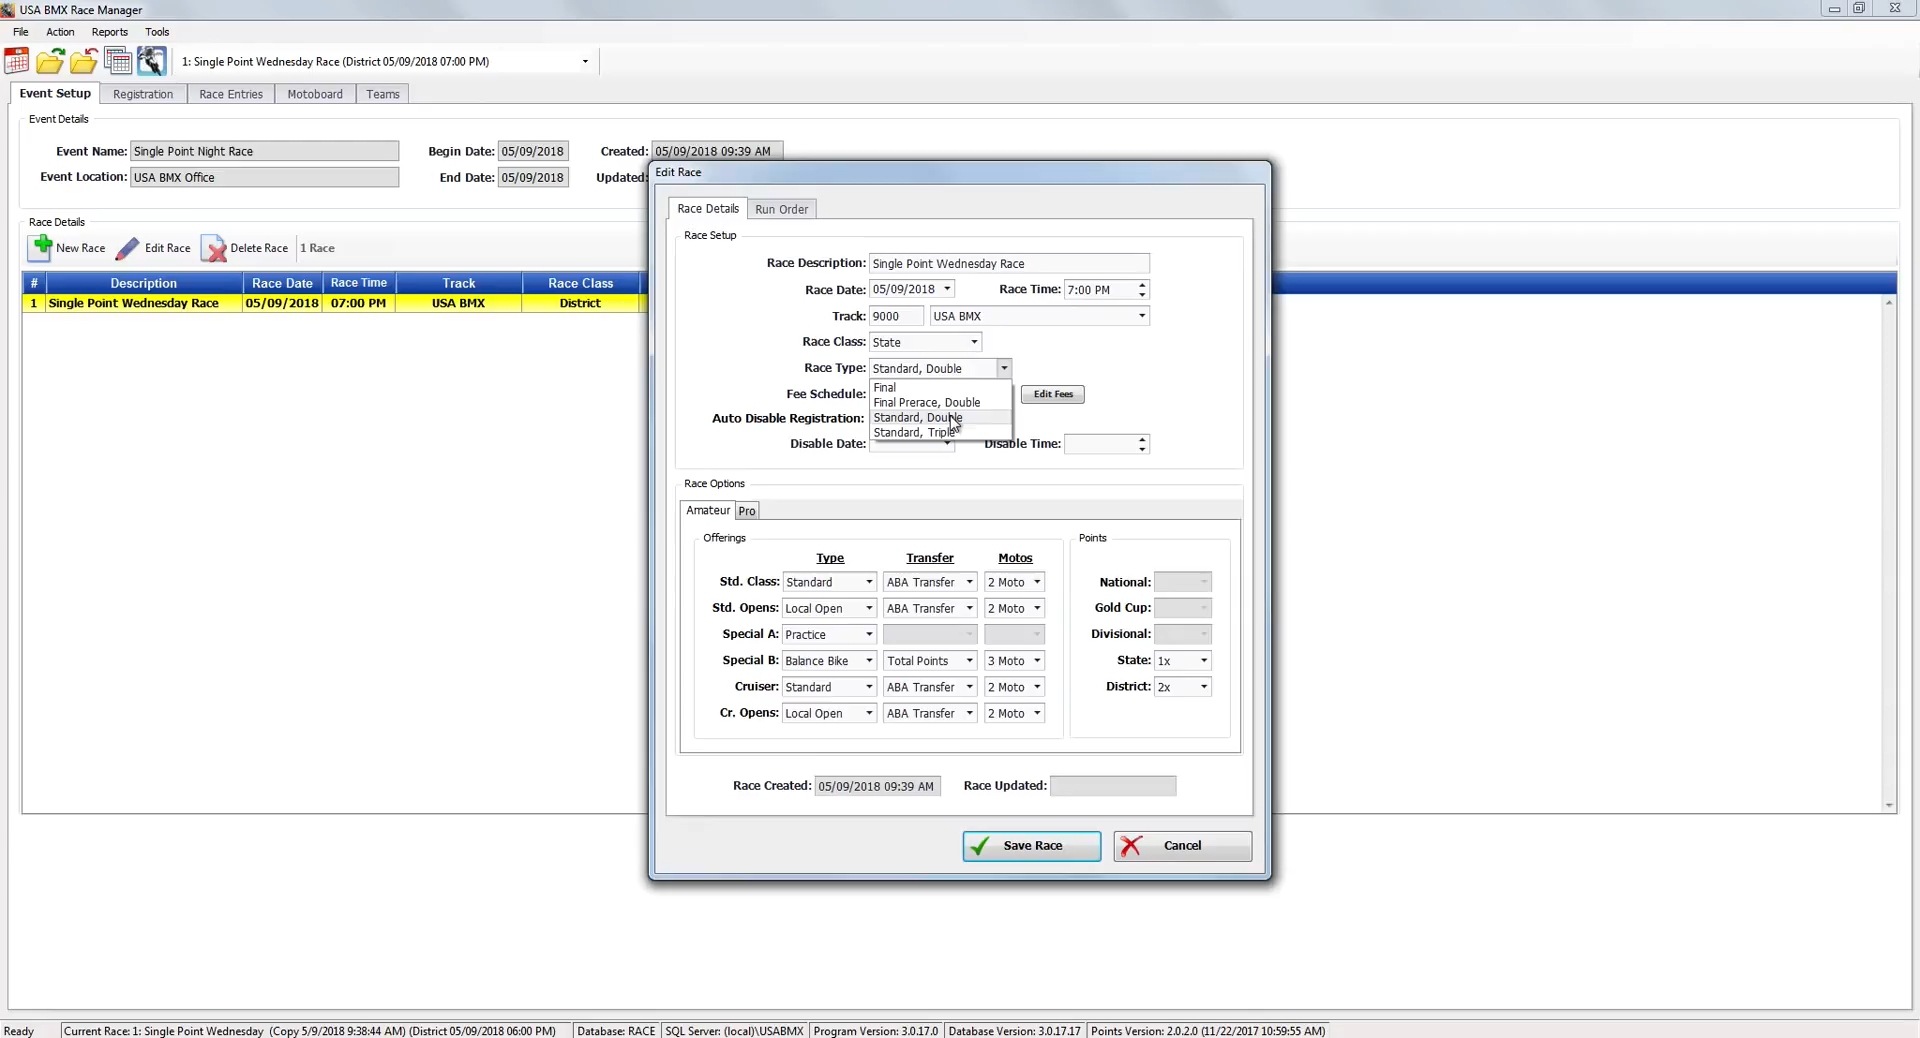 USA BMX Race Manager
File Action Reports Tools
1: Single Point Wednesday Race (District 05/09/2018 07:00 PM)
Event Setup Registration Race Entries Motoboard Teams
Event Details
Event Name: Single Point Night Race Begin Date: 05/09/2018 Created: 05/09/2018 09:39 AM
Event Location: USA BMX Office End Date: 05/09/2018 Updated:
Race Details
New Race Edit Race Delete Race 1 Race
# Description Race Date Race Time Track Race Class
1 Single Point Wednesday Race 05/09/2018 07:00 PM USA BMX District
Edit Race
Race Details Run Order
Race Setup
Race Description: Single Point Wednesday Race
Race Date: 05/09/2018 Race Time: 7:00 PM
Track: 9000 USA BMX
Race Class: State
Race Type: Standard, Double
Final
Final Prerace, Double
Standard, Double
Standard, Triple
Fee Schedule: Edit Fees
Auto Disable Registration:
Disable Date: Disable Time:
Race Options
Amateur Pro
Offerings
Type Transfer Motos
Std. Class: Standard ABA Transfer 2 Moto
Std. Opens: Local Open ABA Transfer 2 Moto
Special A: Practice
Special B: Balance Bike Total Points 3 Moto
Cruiser: Standard ABA Transfer 2 Moto
Cr. Opens: Local Open ABA Transfer 2 Moto
Points
National:
Gold Cup:
Divisional:
State: 1x
District: 2x
Race Created: 05/09/2018 09:39 AM Race Updated:
Save Race Cancel
Ready Current Race: 1: Single Point Wednesday (Copy 5/9/2018 9:38:44 AM) (District 05/09/2018 06:00 PM) Database: RACE SQL Server: (local)\USABMX Program Version: 3.0.17.0 Database Version: 3.0.17.17 Points Version: 2.0.2.0 (11/22/2017 10:59:55 AM)